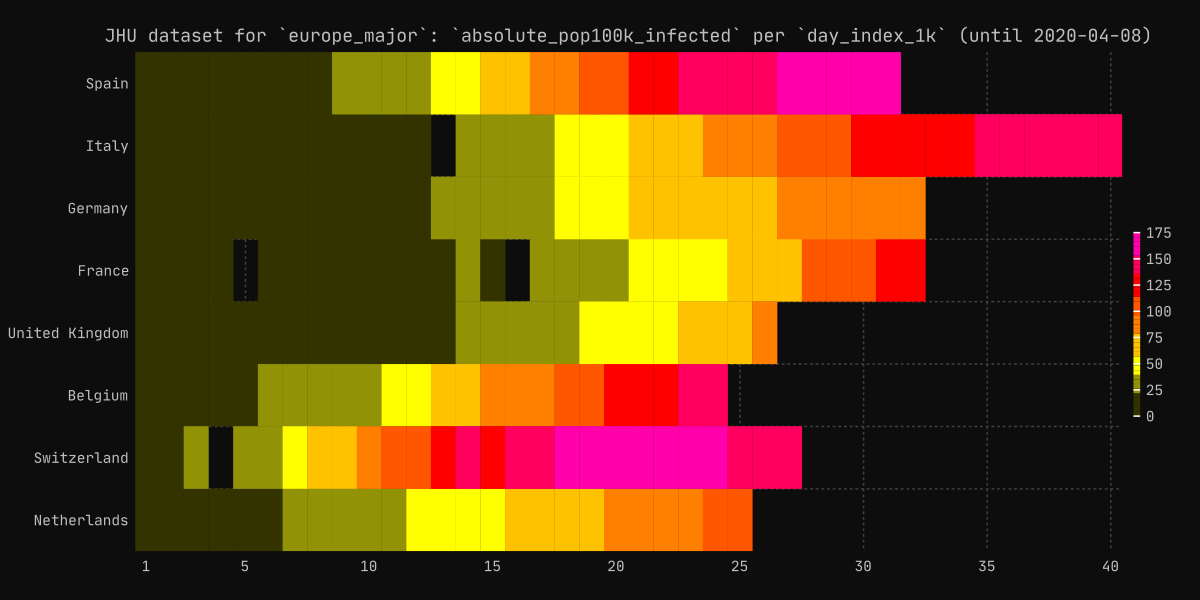 JHU dataset for `europe_major`: `absolute_pop100k_infected` per `day_index_1k` (until 2020-04-08)
Spain
Italy
Germany
France
United Kingdom
Belgium
Switzerland
Netherlands
1 5 10 15 20 25 30 35 40
175
150
125
100
75
50
25
0